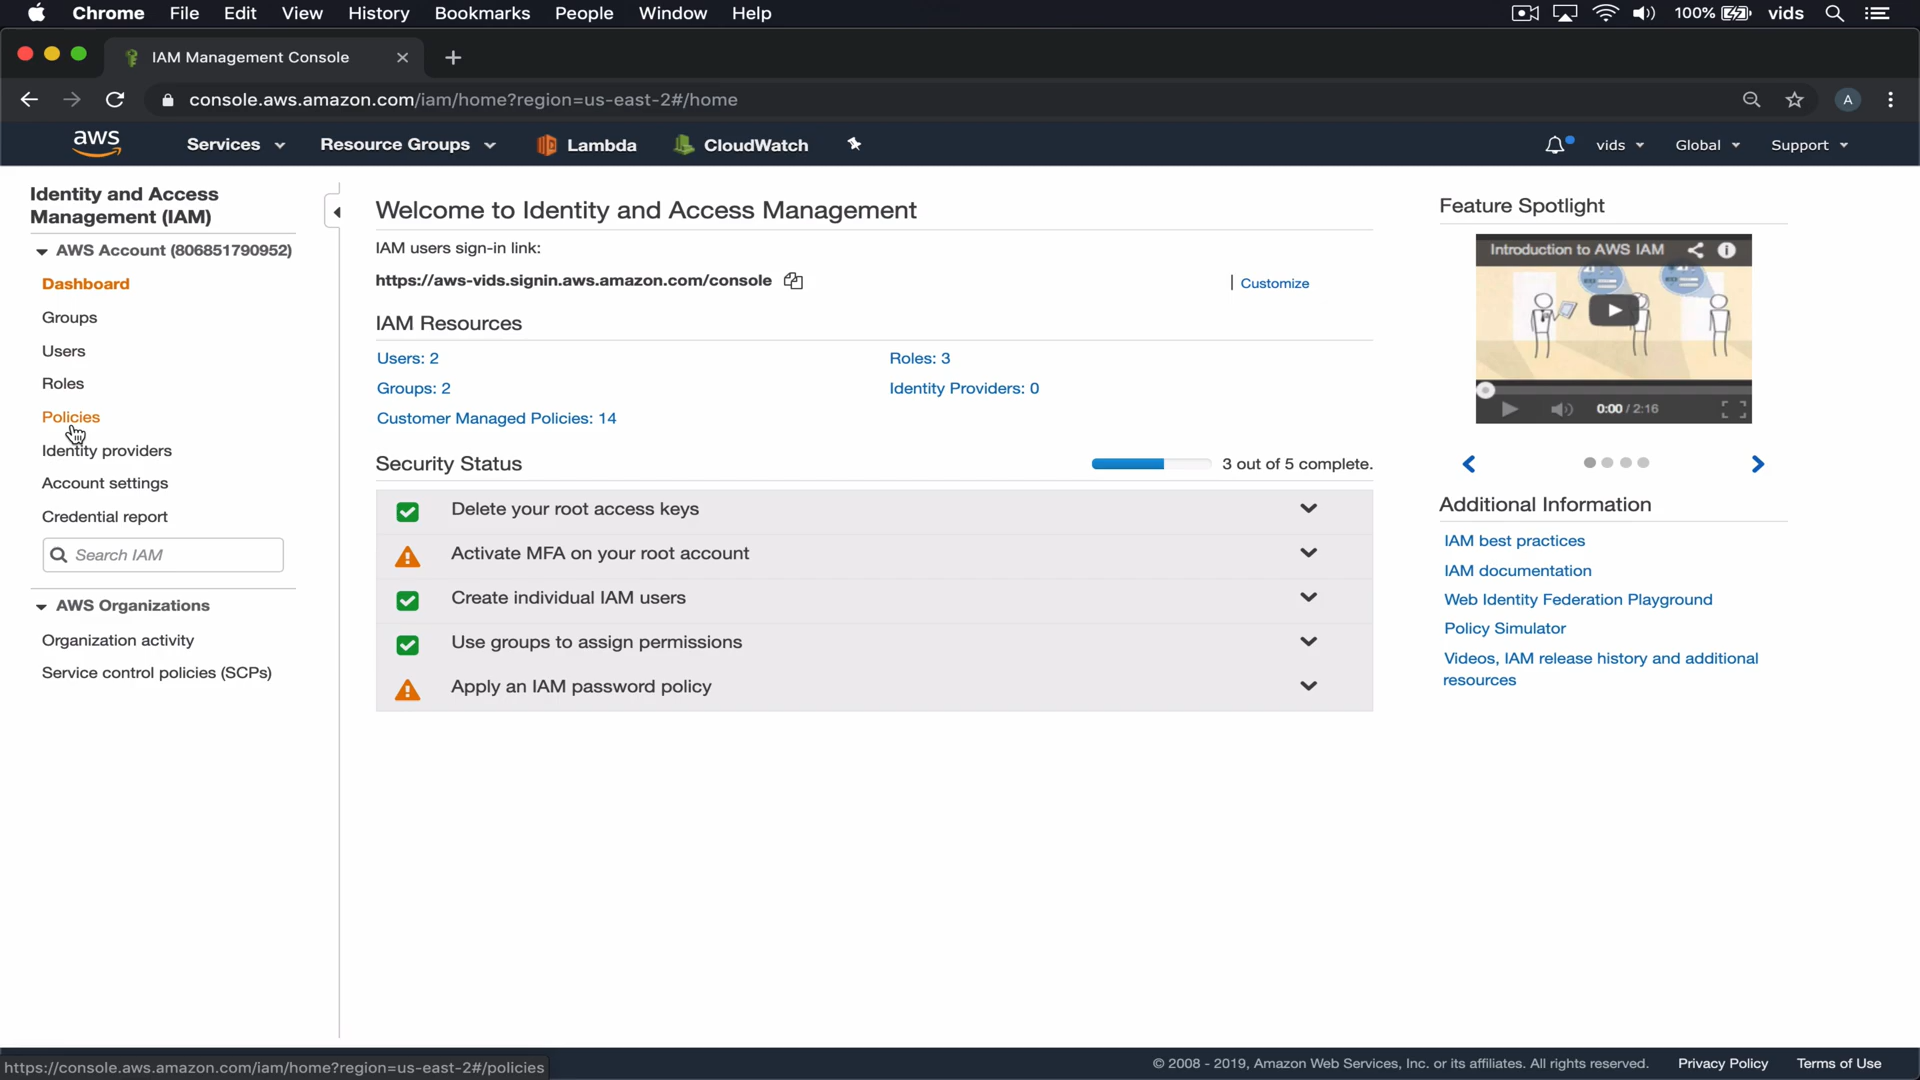 Chrome File Edit View History Bookmarks People Window Help 100% vids
IAM Management Console
console.aws.amazon.com/iam/home?region=us-east-2#/home A
aws Services Resource Groups Lambda CloudWatch vids Global Support
Identity and Access
Management (IAM)
AWS Account (806851790952)
Dashboard
Groups
Users
Roles
Policies
Identity providers
Account settings
Credential report
Search IAM
AWS Organizations
Organization activity
Service control policies (SCPs)
Welcome to Identity and Access Management
IAM users sign-in link:
https://aws-vids.signin.aws.amazon.com/console
Customize
IAM Resources
Users: 2
Roles: 3
Groups: 2
Identity Providers: 0
Customer Managed Policies: 14
Security Status
3 out of 5 complete.
Delete your root access keys
Activate MFA on your root account
Create individual IAM users
Use groups to assign permissions
Apply an IAM password policy
Feature Spotlight
Introduction to AWS IAM
0:00 / 2:16
Additional Information
IAM best practices
IAM documentation
Web Identity Federation Playground
Policy Simulator
Videos, IAM release history and additional
resources
https://console.aws.amazon.com/iam/home?region=us-east-2#/policies
© 2008 - 2019, Amazon Web Services, Inc. or its affiliates. All rights reserved. Privacy Policy Terms of Use